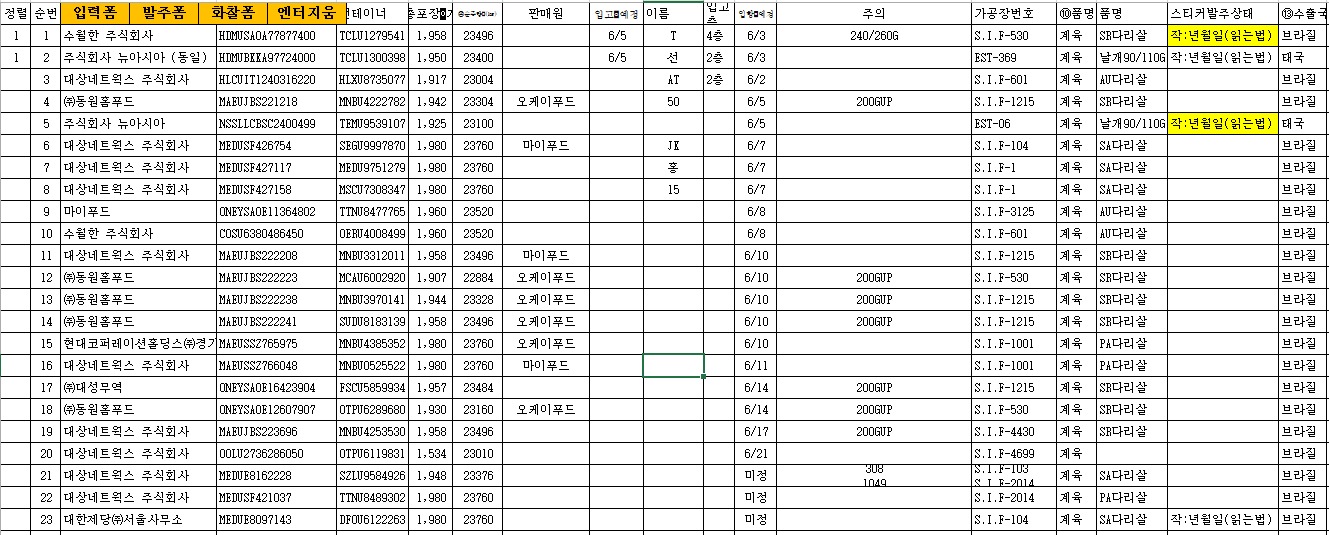 정렬 순번 입력폼 발주폼 화찰폼 엔터지움 컨테이너 총포장 판매원 입고예정 이름 입고층 주의 가공장번호 ⑩품명 품명 스티커발주상태 ⑬수출국
1 1 수월한 주식회사 HDMUSAOA77877400 TCLU1279541 1,958 23496 6/5 T 4층 6/3 240/260G S.I.F-530 계육 SB다리살 작:년월일(읽는법) 브라질
1 2 주식회사 뉴아시아 (동일) HDMUBKKA97724000 TCLU1300398 1,950 23400 6/5 선 2층 6/3 EST-369 계육 날개90/110G 작:년월일(읽는법) 태국
3 대상네트웍스 주식회사 HLCUIT1240316220 HLXU8735077 1,917 23004 AT 2층 6/2 S.I.F-601 계육 AU다리살 브라질
4 ㈜동원홈푸드 MAEUJBS221218 MNBU4222782 1,942 23304 오케이푸드 50 6/5 200GUP S.I.F-1215 계육 SB다리살 브라질
5 주식회사 뉴아시아 NSSLLCBSC2400499 TEMU9539107 1,925 23100 6/5 EST-06 계육 날개90/110G 작:년월일(읽는법) 태국
6 대상네트웍스 주식회사 MEDUSF426754 SEGU9997870 1,980 23760 마이푸드 JK 6/7 S.I.F-104 계육 SA다리살 브라질
7 대상네트웍스 주식회사 MEDUSF427117 MEDU9751279 1,980 23760 홍 6/7 S.I.F-1 계육 SA다리살 브라질
8 대상네트웍스 주식회사 MEDUSF427158 MSCU7308347 1,980 23760 15 6/7 S.I.F-1 계육 SA다리살 브라질
9 마이푸드 ONEYSAOE11364802 TTNU8477765 1,960 23520 6/8 S.I.F-3125 계육 AU다리살 브라질
10 수월한 주식회사 COSU6380486450 OERU4008499 1,960 23520 6/8 S.I.F-601 계육 AU다리살 브라질
11 대상네트웍스 주식회사 MAEUJBS222208 MNBU3312011 1,958 23496 마이푸드 6/10 S.I.F-1215 계육 SB다리살 브라질
12 ㈜동원홈푸드 MAEUJBS222223 MCAU6002920 1,907 22884 오케이푸드 6/10 200GUP S.I.F-530 계육 SB다리살 브라질
13 ㈜동원홈푸드 MAEUJBS222238 MNBU3970141 1,944 23328 오케이푸드 6/10 200GUP S.I.F-1215 계육 SB다리살 브라질
14 ㈜동원홈푸드 MAEUJBS222241 SUDU8183139 1,958 23496 오케이푸드 6/10 200GUP S.I.F-1215 계육 SB다리살 브라질
15 현대코퍼레이션홀딩스㈜경기 MAEUSSZ765975 MNBU4385352 1,980 23760 오케이푸드 6/10 S.I.F-1001 계육 PA다리살 브라질
16 대상네트웍스 주식회사 MAEUSSZ766048 MNBU0525522 1,980 23760 마이푸드 6/11 S.I.F-1001 계육 PA다리살 브라질
17 ㈜대성무역 ONEYSAOE16423904 FSCU5859934 1,957 23484 6/14 200GUP S.I.F-1215 계육 SB다리살 브라질
18 ㈜동원홈푸드 ONEYSAOE12607907 OTPU6289680 1,930 23160 오케이푸드 6/14 200GUP S.I.F-530 계육 SB다리살 브라질
19 대상네트웍스 주식회사 MAEUJBS223696 MNBU4253530 1,958 23496 6/17 200GUP S.I.F-4430 계육 SB다리살 브라질
20 대상네트웍스 주식회사 OOLU2736286050 OTPU6119831 1,534 23010 6/21 S.I.F-4699 계육 브라질
21 대상네트웍스 주식회사 MEDUB8162228 SZLU9584926 1,948 23376 미정 308 1049 S.I.F-103 S.I.F-2014 계육 SA다리살 브라질
22 대상네트웍스 주식회사 MEDUSF421037 TTNU8489302 1,980 23760 미정 S.I.F-2014 계육 PA다리살 브라질
23 대한제당㈜서울사무소 MEDUB8097143 DFOU6122263 1,980 23760 미정 S.I.F-104 계육 SA다리살 작:년월일(읽는법) 브라질